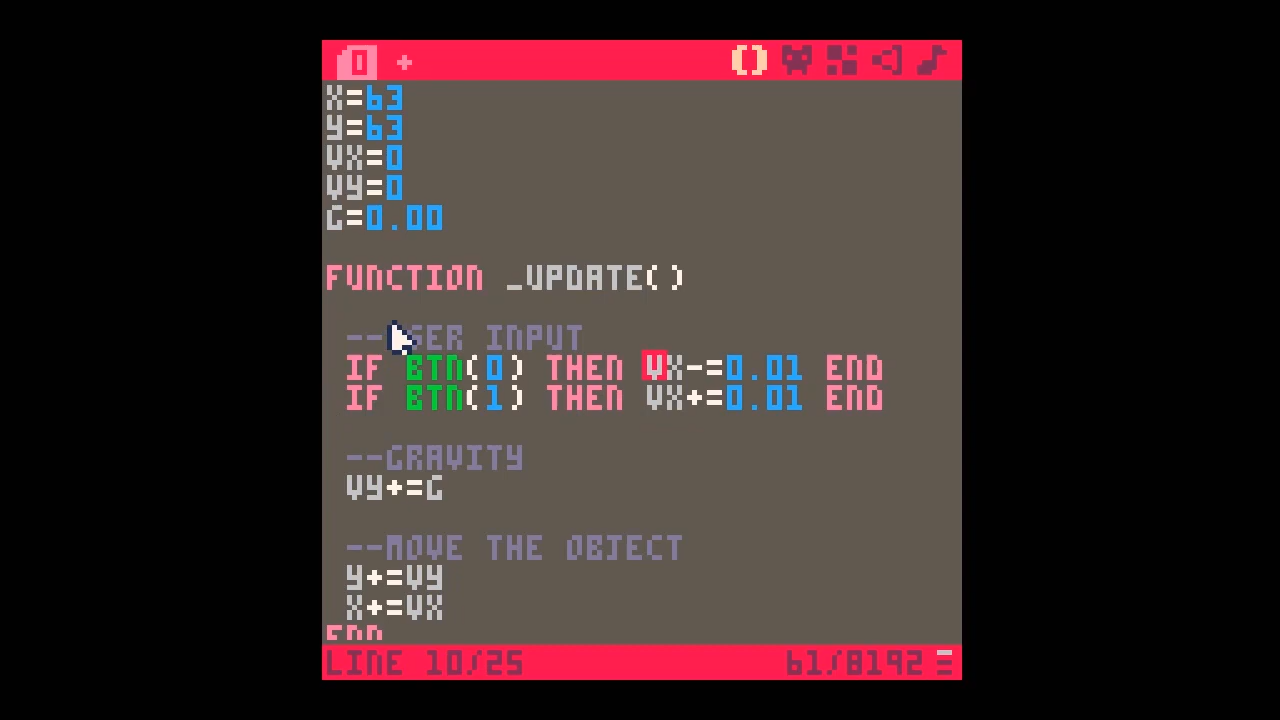 0 +
X=63
Y=63
VX=0
VY=0
G=0.00
FUNCTION _UPDATE()
--USER INPUT
IF BTN(0) THEN VX-=0.01 END
IF BTN(1) THEN VX+=0.01 END
--GRAVITY
VY+=G
--MOVE THE OBJECT
Y+=VY
X+=VX
END
LINE 10/25 61/8192